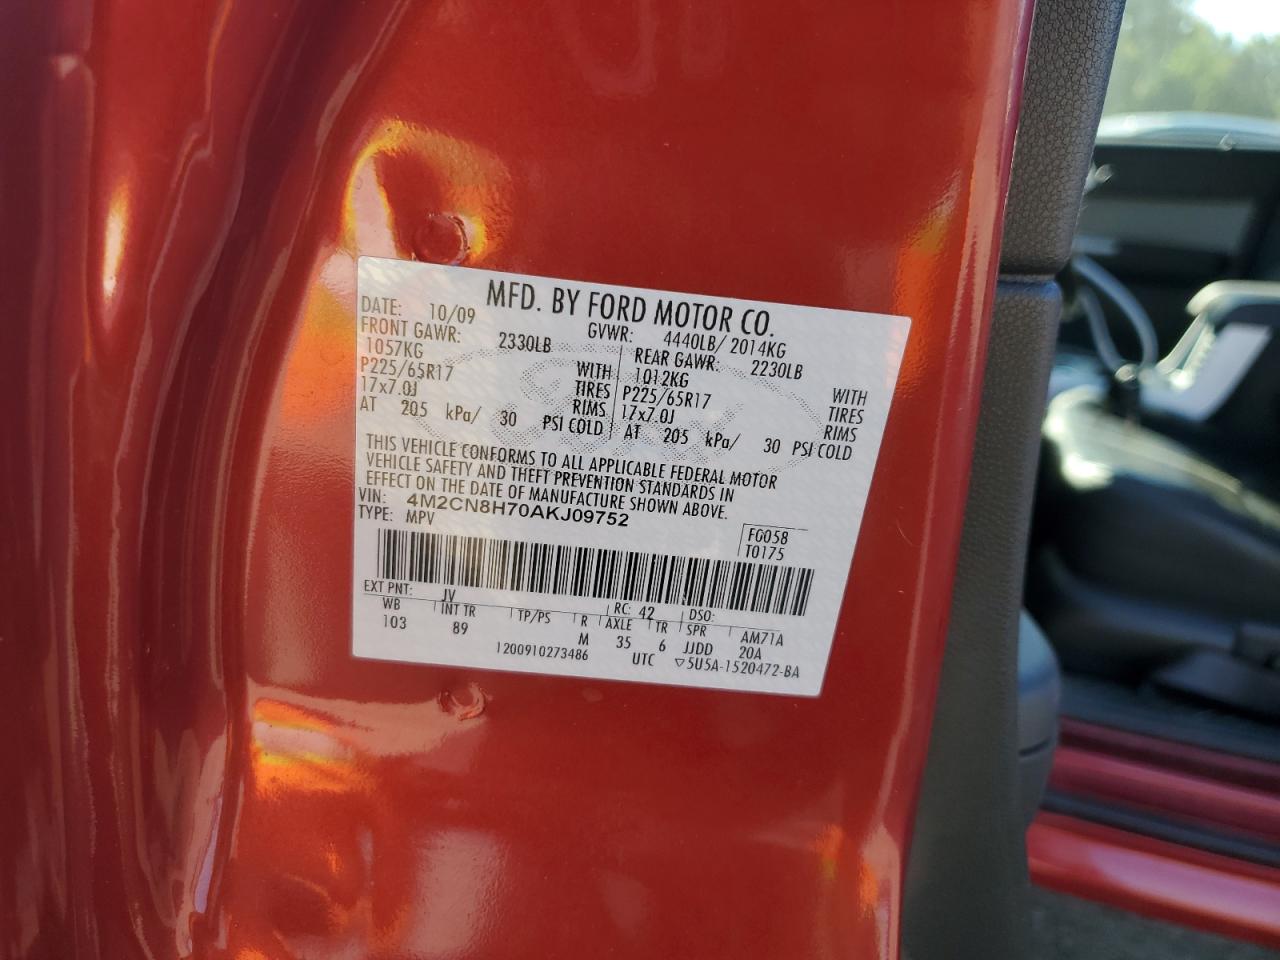 MFD. BY FORD MOTOR CO.
DATE: 10/09 GVWR: 4440LB/ 2014KG
FRONT GAWR: 2330LB REAR GAWR: 2230LB
1057KG WITH 1012KG WITH
P225/65R17 TIRES P225/65R17 TIRES
17x7.0J RIMS 17x7.0J RIMS
AT 205 kPa/ 30 PSI COLD AT 205 kPa/ 30 PSI COLD
THIS VEHICLE CONFORMS TO ALL APPLICABLE FEDERAL MOTOR
VEHICLE SAFETY AND THEFT PREVENTION STANDARDS IN
EFFECT ON THE DATE OF MANUFACTURE SHOWN ABOVE.
VIN: 4M2CN8H70AKJ09752
TYPE: MPV
F0058
T0175
EXT PNT: JV RC: 42 DSO:
WB INT TR TP/PS R AXLE TR SPR AM71A
103 89 M 35 6 JJDD 20A
1200910273486 UTC ▽5U5A-1520472-BA